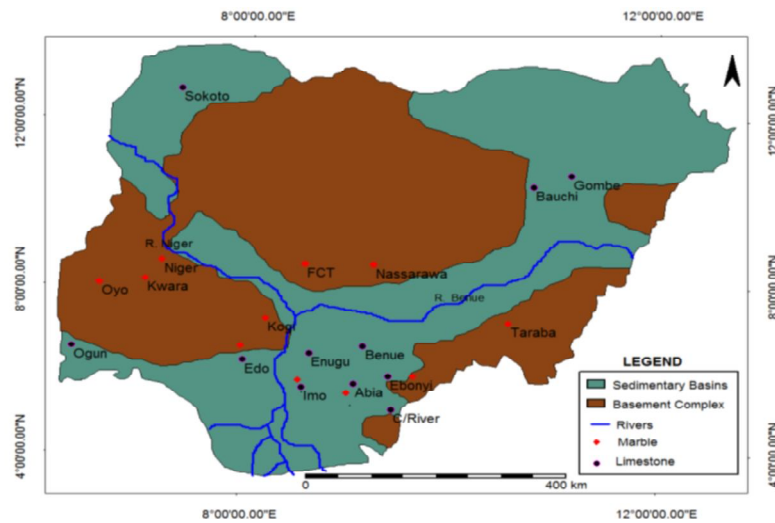 8°00'00.00"E 12°00'00.00"E
12°00'00.00"N
12°00'00.00"N
Sokoto
Gombe
Bauchi
R. Niger
Niger
FCT
Nassarawa
Kwara
Oyo
8°00'00.00"N
8°00'00.00"N
R. Benue
Kogi
Taraba
Ogun
Edo
Enugu
Benue
Imo
Abia
Ebonyi
C/River
LEGEND
Sedimentary Basins
Basement Complex
Rivers
Marble
Limestone
4°00'00.00"N
4°00'00.00"N
0 400 km
8°00'00.00"E 12°00'00.00"E